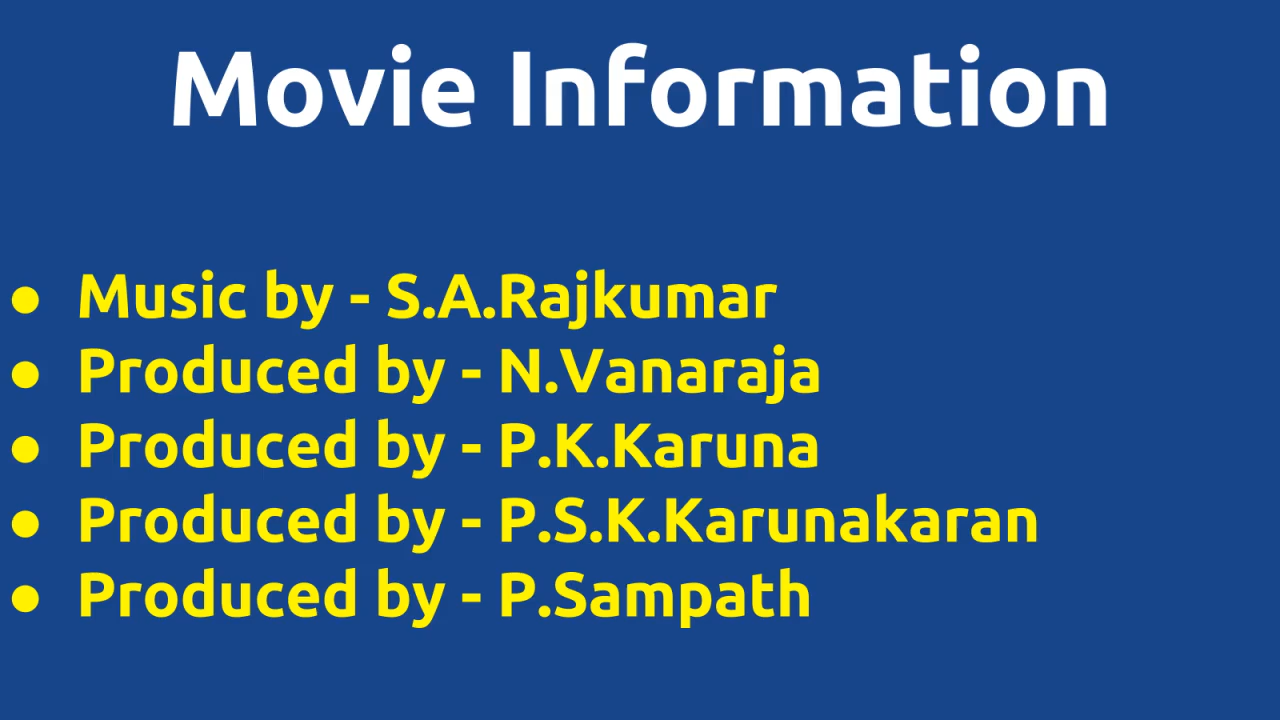 Movie Information
● Music by - S.A.Rajkumar
● Produced by - N.Vanaraja
● Produced by - P.K.Karuna
● Produced by - P.S.K.Karunakaran
● Produced by - P.Sampath